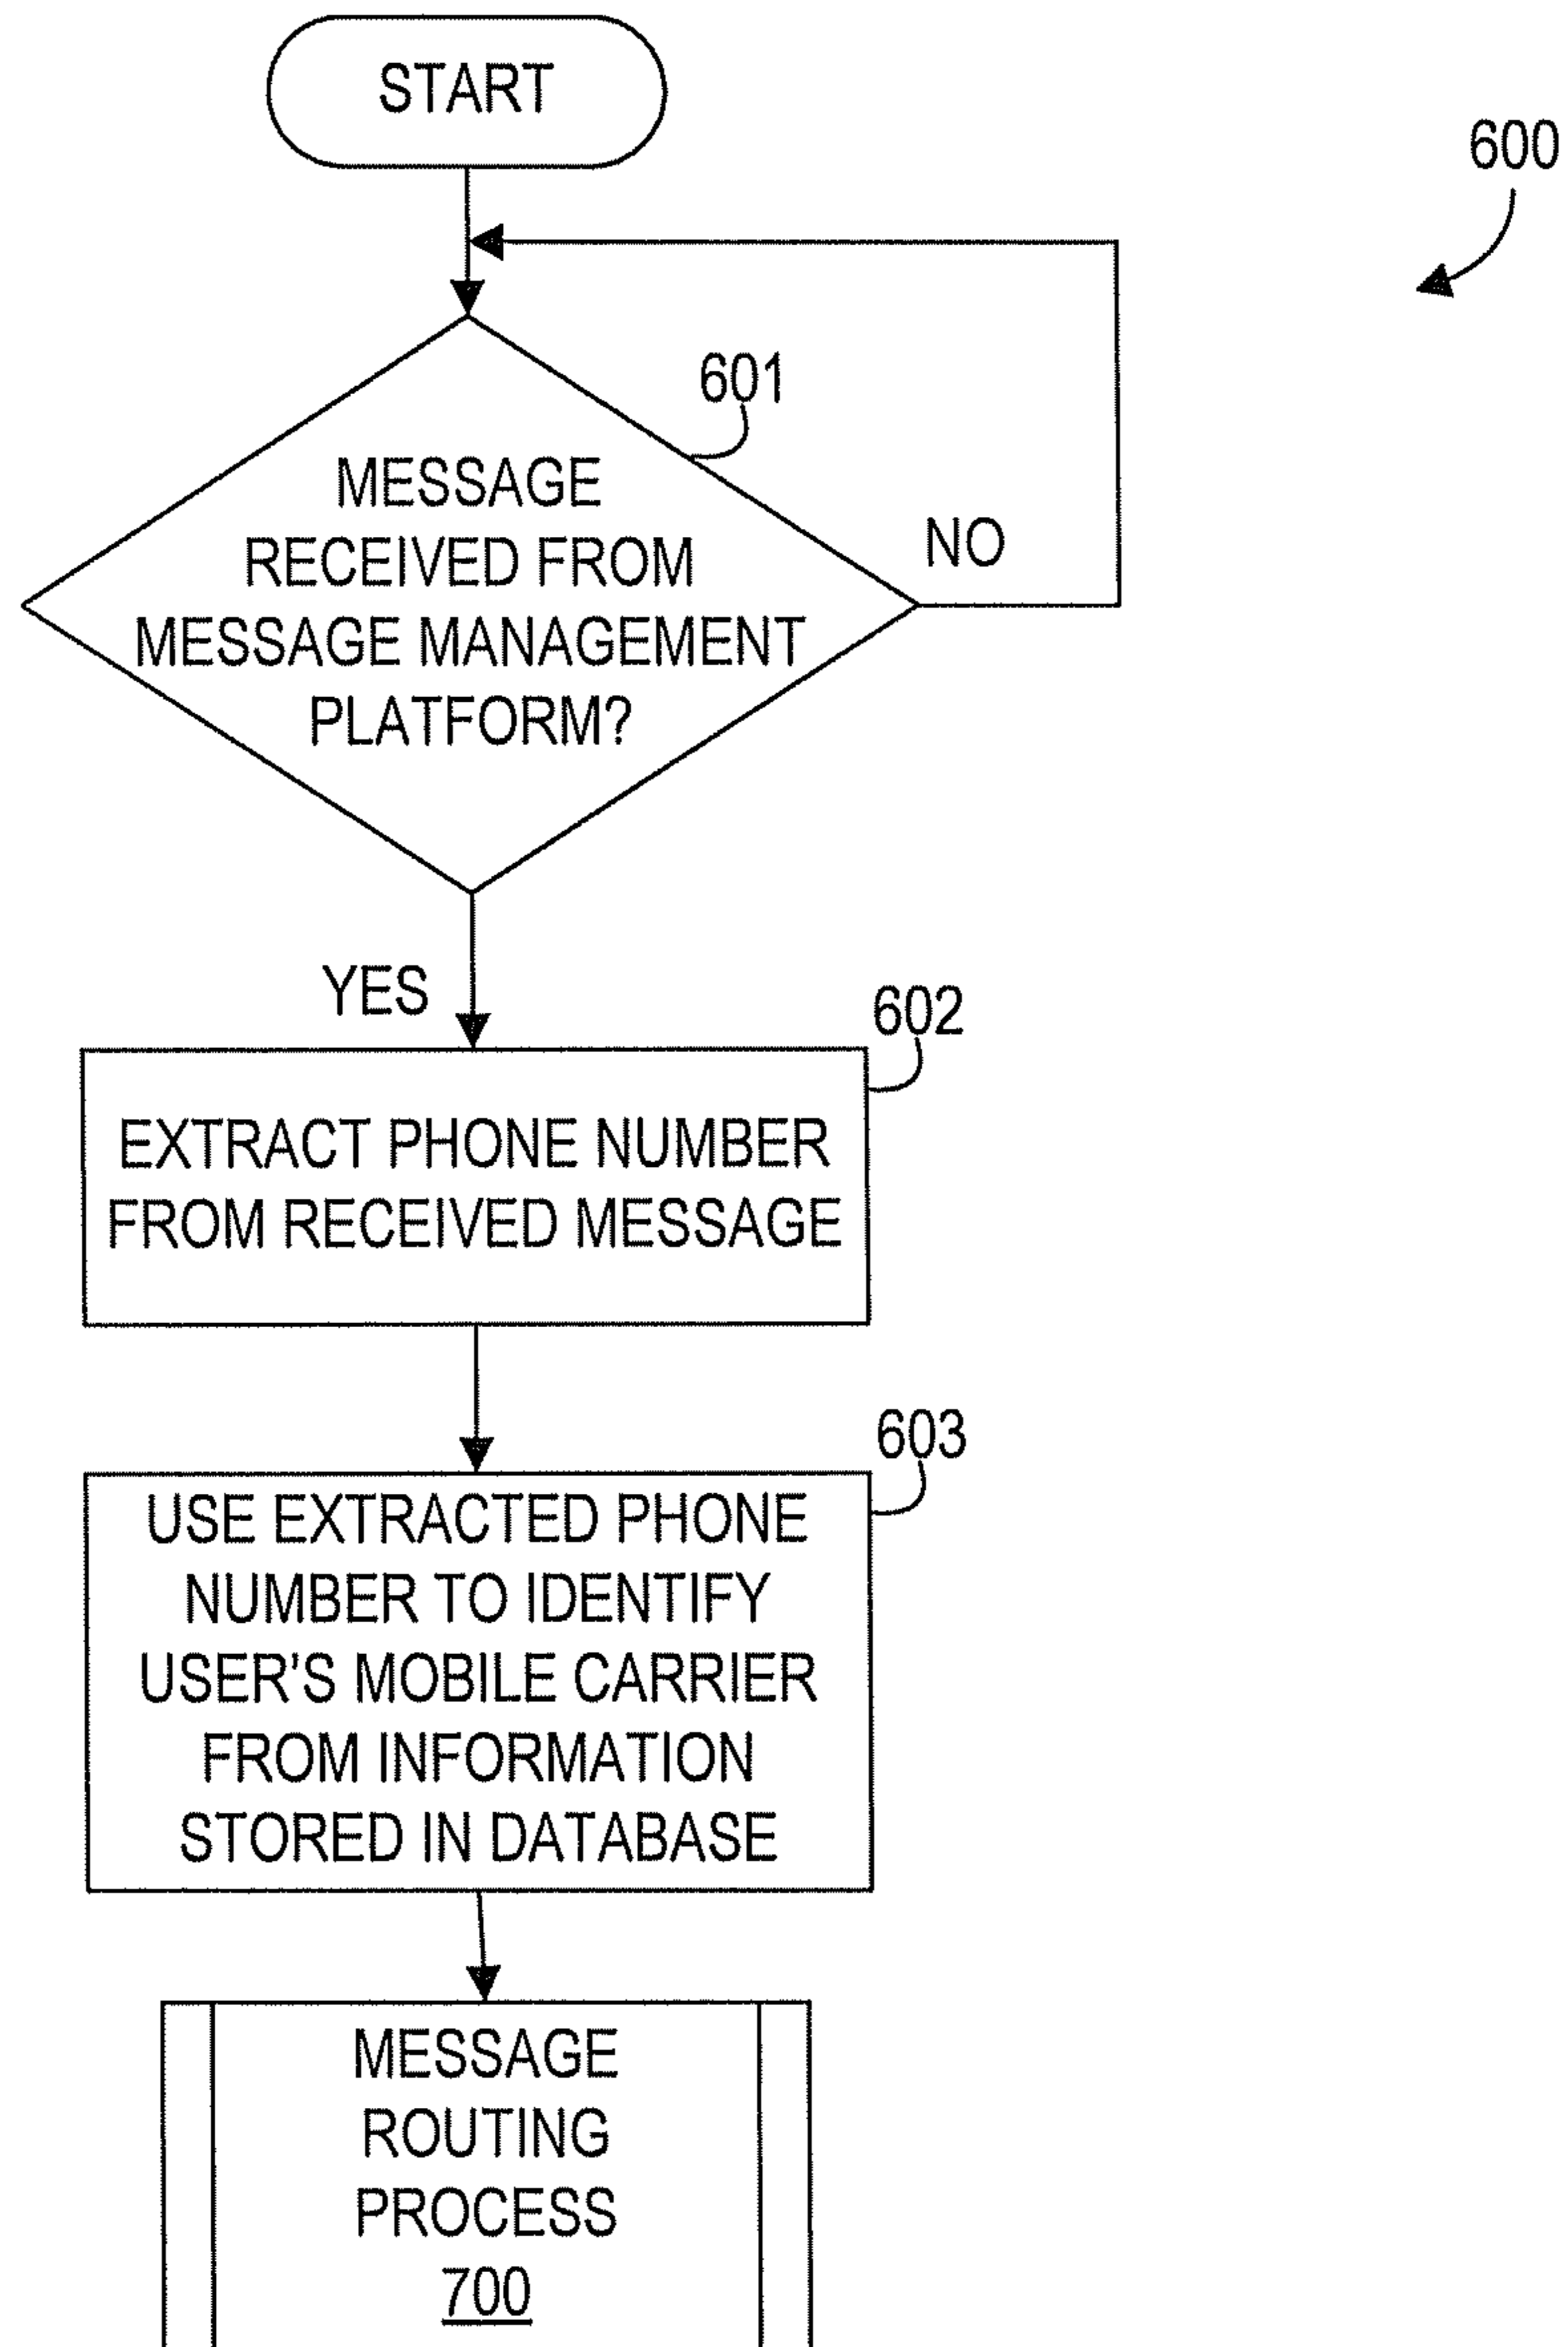 START
600
601
MESSAGE
RECEIVED FROM
MESSAGE MANAGEMENT
PLATFORM?
NO
YES
602
EXTRACT PHONE NUMBER
FROM RECEIVED MESSAGE
603
USE EXTRACTED PHONE
NUMBER TO IDENTIFY
USER'S MOBILE CARRIER
FROM INFORMATION
STORED IN DATABASE
MESSAGE
ROUTING
PROCESS
700